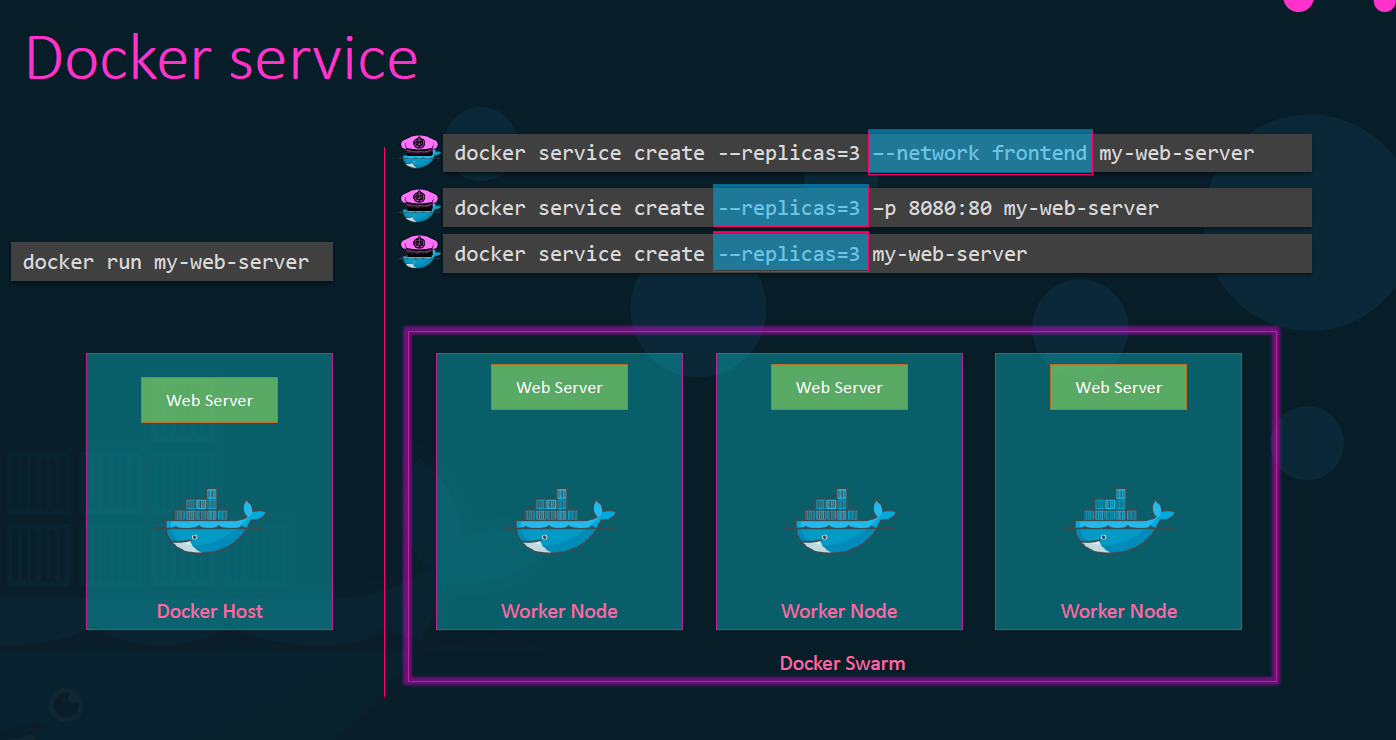 Docker service
docker service create --replicas=3 --network frontend my-web-server
docker service create --replicas=3 –p 8080:80 my-web-server
docker service create --replicas=3 my-web-server
docker run my-web-server
Web Server
Docker Host
Web Server
Worker Node
Web Server
Worker Node
Web Server
Worker Node
Docker Swarm